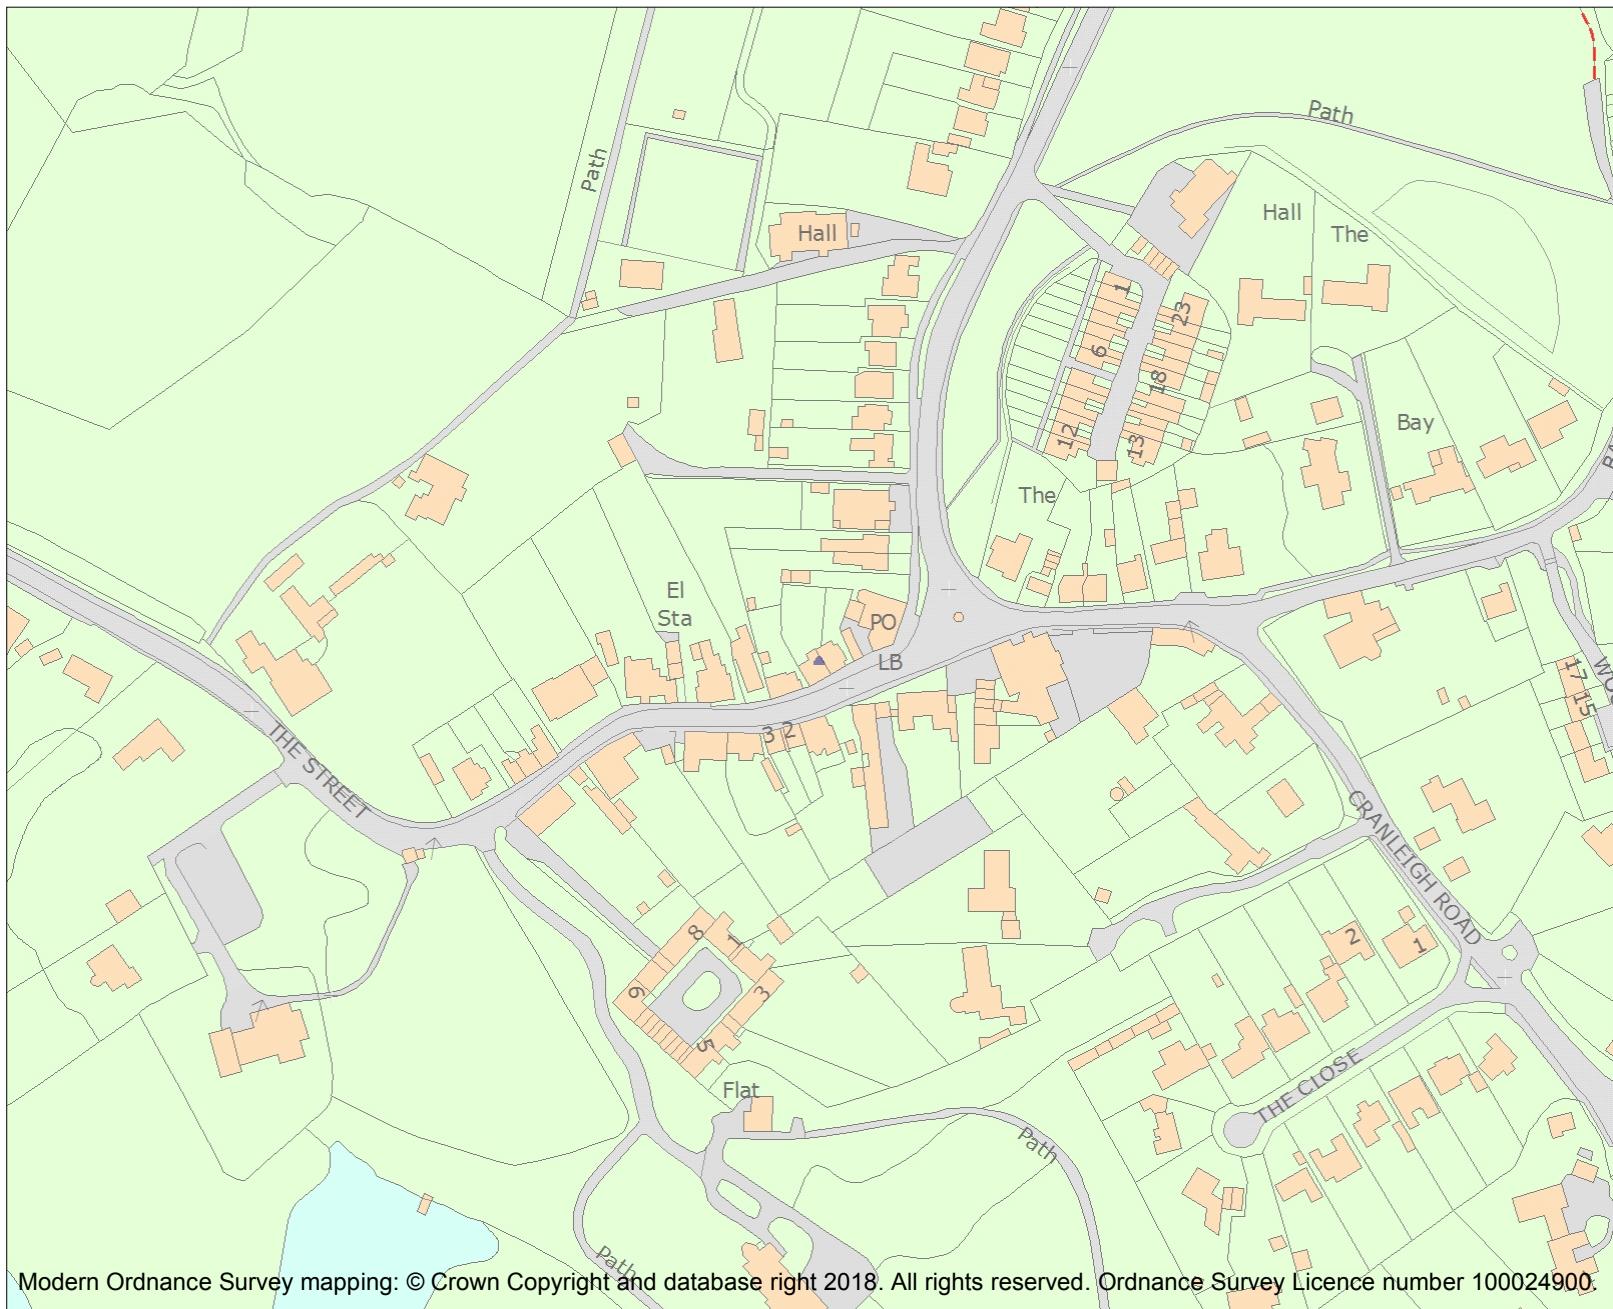 Path
Path
Hall
The
Hall
1
23
6
18
12
13
Bay
The
El
Sta
PO
LB
3 2
17 15
THE STREET
CRANLEIGH ROAD
8
1
6
3
5
2
1
Flat
THE CLOSE
Path
Path
Modern Ordnance Survey mapping: © Crown Copyright and database right 2018. All rights reserved. Ordnance Survey Licence number 100024900.